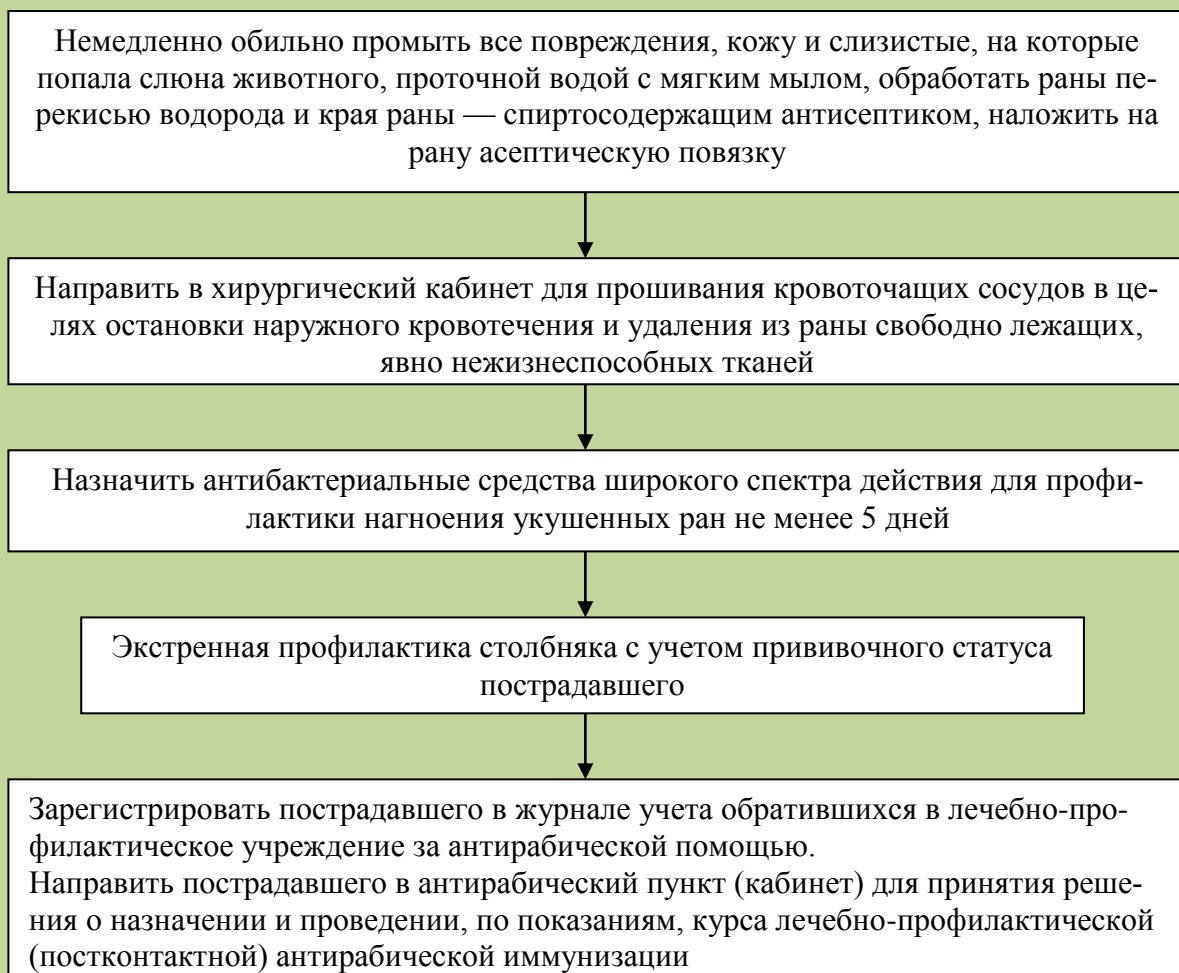 Немедленно обильно промыть все повреждения, кожу и слизистые, на которые
попала слюна животного, проточной водой с мягким мылом, обработать раны пе-
рекисью водорода и края раны — спиртосодержащим антисептиком, наложить на
рану асептическую повязку
Направить в хирургический кабинет для прошивания кровоточащих сосудов в це-
лях остановки наружного кровотечения и удаления из раны свободно лежащих,
явно нежизнеспособных тканей
Назначить антибактериальные средства широкого спектра действия для профи-
лактики нагноения укушенных ран не менее 5 дней
Экстренная профилактика столбняка с учетом прививочного статуса
пострадавшего
Зарегистрировать пострадавшего в журнале учета обратившихся в лечебно-про-
филактическое учреждение за антирабической помощью.
Направить пострадавшего в антирабический пункт (кабинет) для принятия реше-
ния о назначении и проведении, по показаниям, курса лечебно-профилактической
(постконтактной) антирабической иммунизации